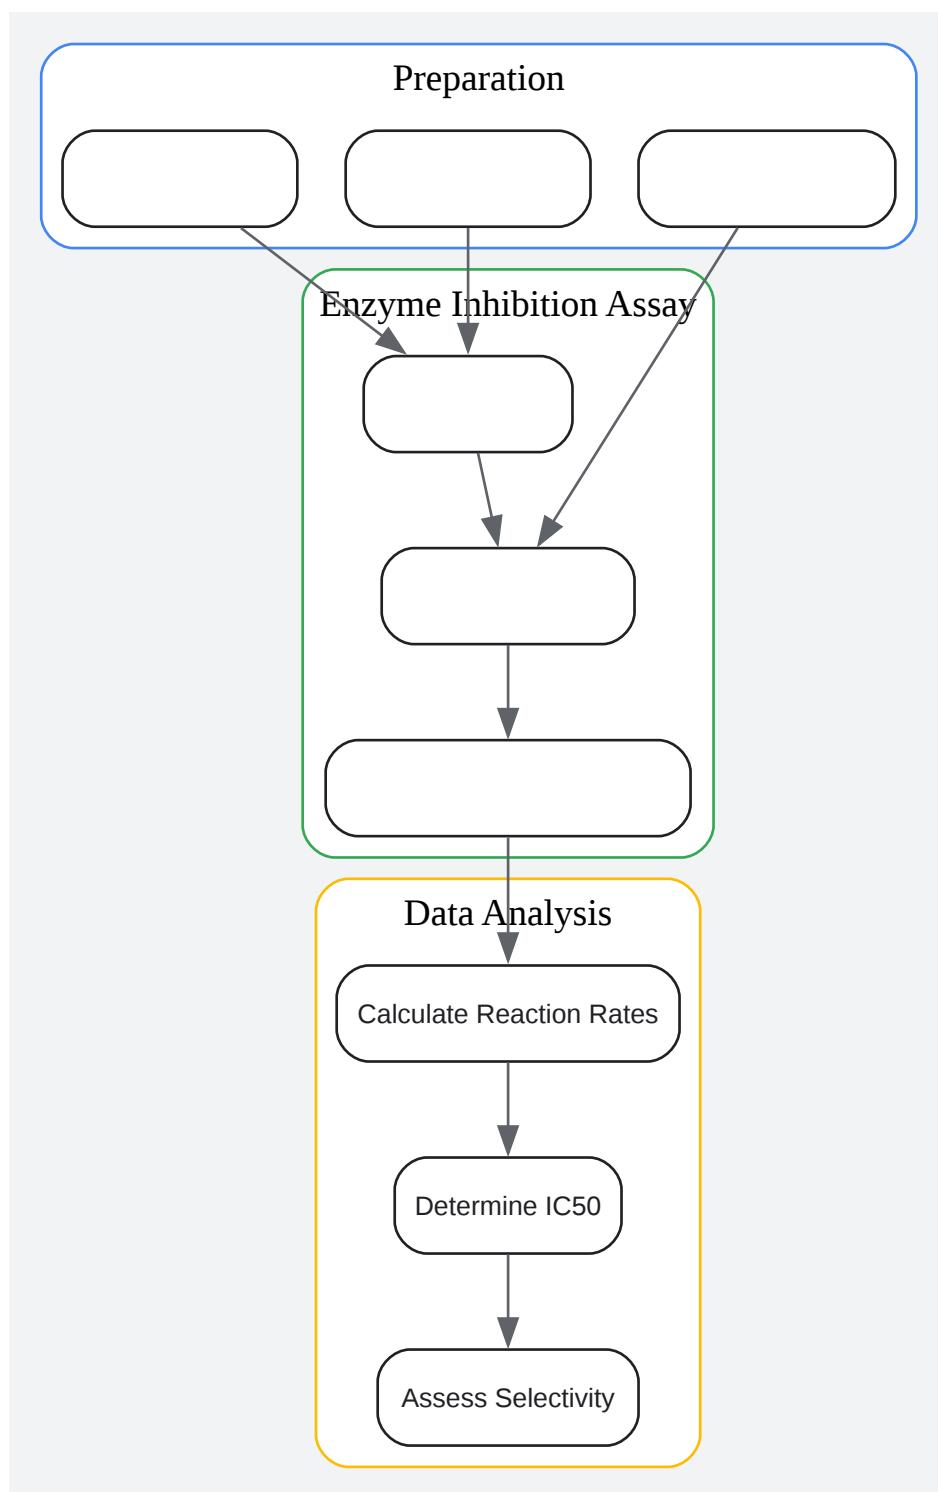 Preparation
Enzyme Inhibition Assay
Data Analysis
Calculate Reaction Rates
Determine IC50
Assess Selectivity